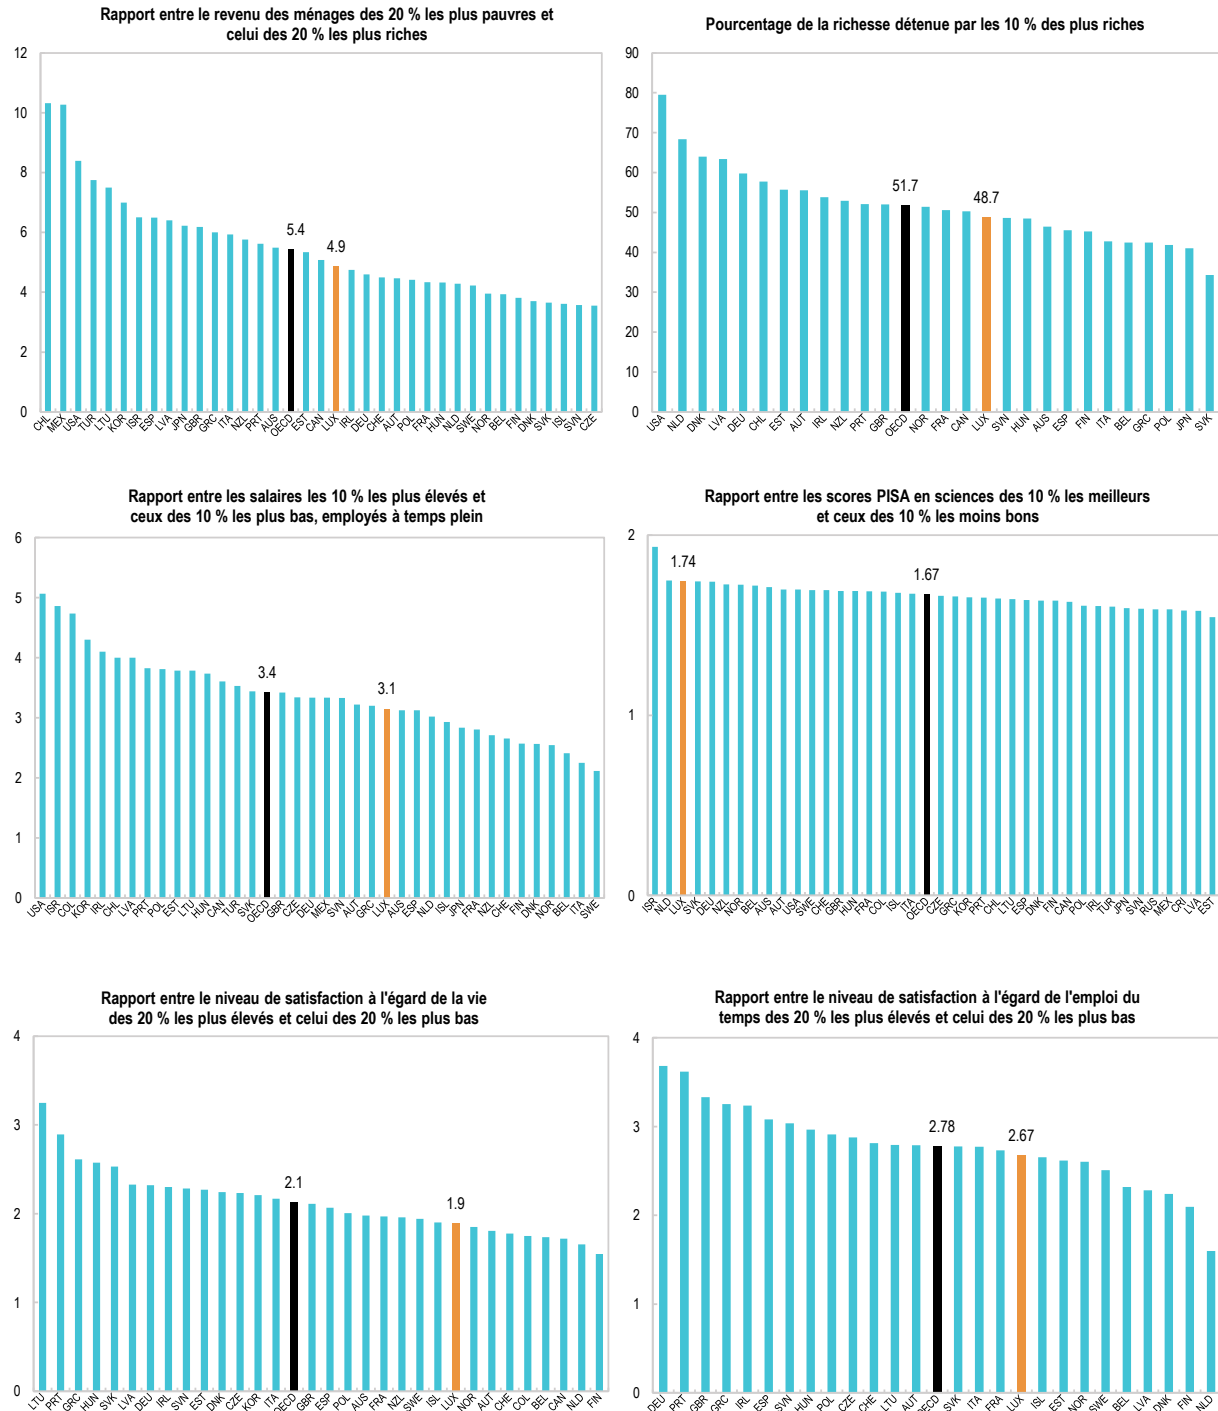 Rapport entre le revenu des ménages des 20 % les plus pauvres et
celui des 20 % les plus riches
12
10
8
6
4
2
0
5.4
4.9
CHL MEX USA TUR LTU KOR ISR ESP LVA JPN GBR GRC ITA NZL PRT AUS OECD EST CAN LUX IRL DEU CHE AUT POL FRA HUN NLD SWE NOR BEL FIN DNK SVK ISL SVN CZE
Pourcentage de la richesse détenue par les 10 % des plus riches
90
80
70
60
50
40
30
20
10
0
51.7
48.7
USA NLD DNK LVA DEU CHL EST AUT IRL NZL PRT GBR OECD NOR FRA CAN LUX SVN HUN AUS ESP FIN ITA BEL GRC POL JPN SVK
Rapport entre les salaires les 10 % les plus élevés et
ceux des 10 % les plus bas, employés à temps plein
6
5
4
3
2
1
0
3.4
3.1
USA ISR COL KOR IRL CHL LVA PRT POL EST LTU HUN CAN TUR SVK OECD GBR CZE DEU MEX SVN AUT GRC LUX AUS ESP NLD ISL JPN FRA NZL CHE FIN DNK NOR BEL ITA SWE
Rapport entre les scores PISA en sciences des 10 % les meilleurs
et ceux des 10 % les moins bons
2
1
0
1.74
1.67
ISR NLD LUX SVK DEU NZL NOR BEL AUS AUT USA SWE CHE GBR HUN FRA COL ISL ITA OECD CZE GRC KOR PRT CHL LTU ESP DNK FIN CAN POL IRL TUR JPN SVN RUS MEX CRI LVA EST
Rapport entre le niveau de satisfaction à l'égard de la vie
des 20 % les plus élevés et celui des 20 % les plus bas
4
3
2
1
0
2.1
1.9
LTU PRT GRC HUN SVK LVA DEU IRL SVN EST DNK CZE KOR ITA OECD GBR ESP POL AUS FRA NZL SWE ISL LUX NOR AUT CHE COL BEL CAN NLD FIN
Rapport entre le niveau de satisfaction à l'égard de l'emploi du
temps des 20 % les plus élevés et celui des 20 % les plus bas
4
3
2
1
0
2.78
2.67
DEU PRT GBR GRC IRL ESP SVN HUN POL CZE CHE LTU AUT OECD SVK ITA FRA LUX ISL EST NOR SWE BEL LVA DNK FIN NLD